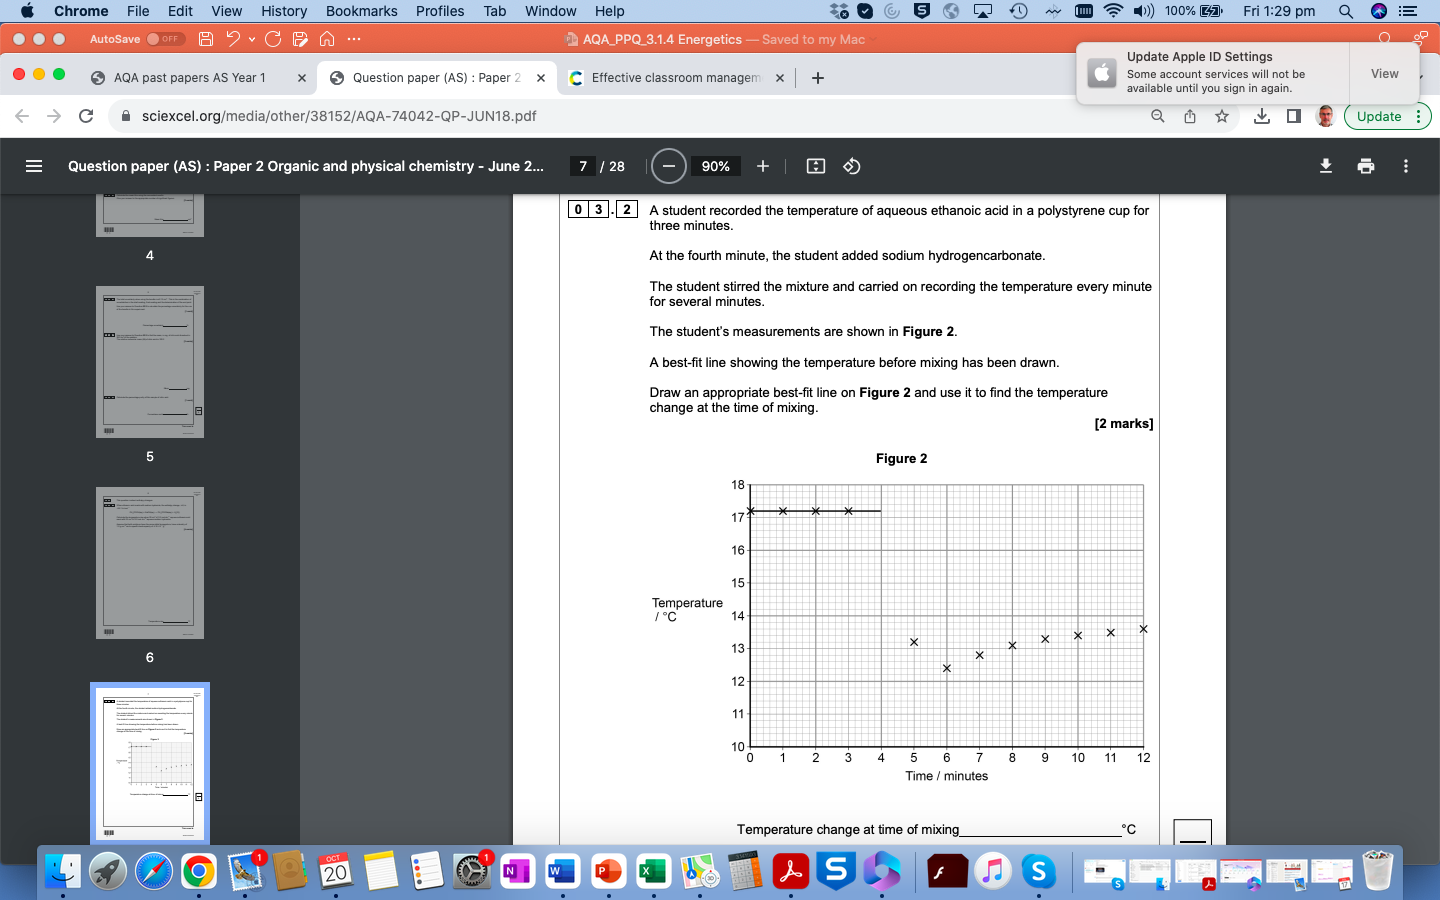 Chrome File Edit View History Bookmarks Profiles Tab Window Help 100% Fri 1:29 pm
AutoSave OFF AQA_PPQ_3.1.4 Energetics — Saved to my Mac
AQA past papers AS Year 1 Question paper (AS) : Paper 2 Effective classroom managem
Update Apple ID Settings
Some account services will not be
available until you sign in again.
View
sciexcel.org/media/other/38152/AQA-74042-QP-JUN18.pdf Update
Question paper (AS) : Paper 2 Organic and physical chemistry - June 2... 7 / 28 90%
4
5
6
0 3 . 2 A student recorded the temperature of aqueous ethanoic acid in a polystyrene cup for
three minutes.
At the fourth minute, the student added sodium hydrogencarbonate.
The student stirred the mixture and carried on recording the temperature every minute
for several minutes.
The student's measurements are shown in Figure 2.
A best-fit line showing the temperature before mixing has been drawn.
Draw an appropriate best-fit line on Figure 2 and use it to find the temperature
change at the time of mixing.
[2 marks]
Figure 2
18
17
16
15
Temperature
/ °C
14
13
12
11
10
0 1 2 3 4 5 6 7 8 9 10 11 12
Time / minutes
Temperature change at time of mixing °C
1 OCT 20 1
17